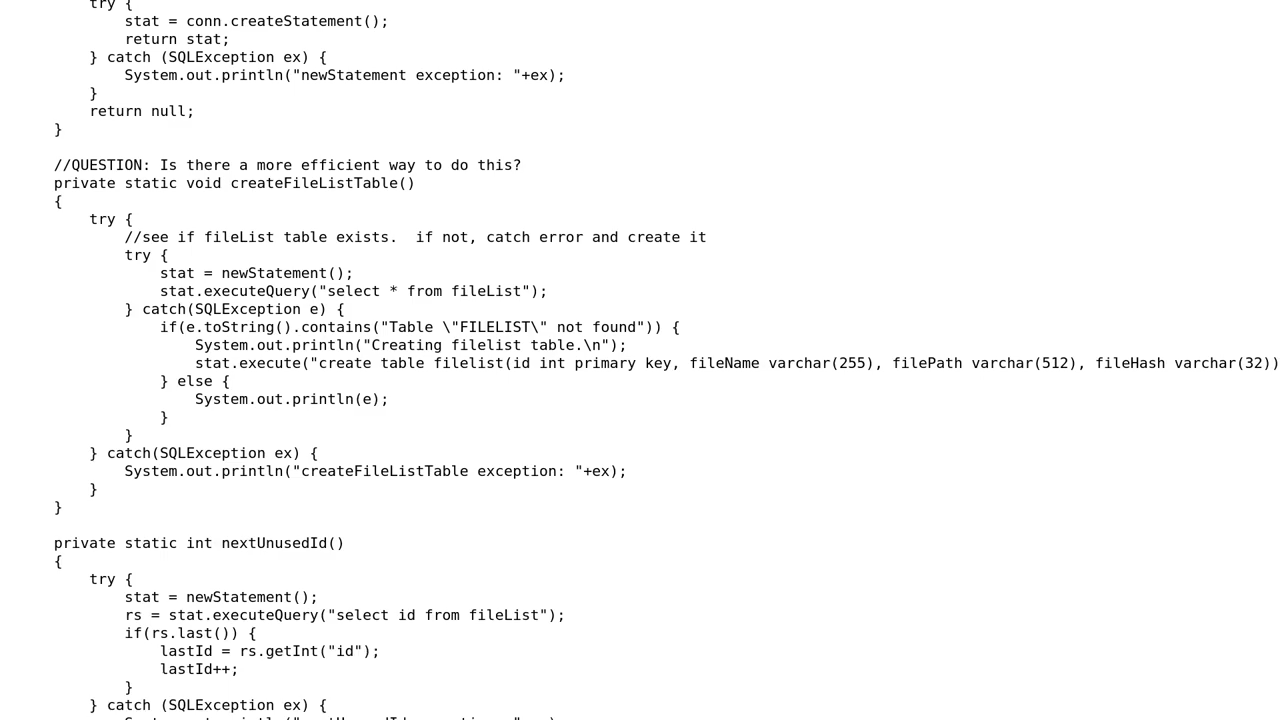 try {
stat = conn.createStatement();
return stat;
} catch (SQLException ex) {
System.out.println("newStatement exception: "+ex);
}
return null;
}
//QUESTION: Is there a more efficient way to do this?
private static void createFileListTable()
{
try {
//see if fileList table exists.  if not, catch error and create it
try {
stat = newStatement();
stat.executeQuery("select * from fileList");
} catch(SQLException e) {
if(e.toString().contains("Table \"FILELIST\" not found")) {
System.out.println("Creating filelist table.\n");
stat.execute("create table filelist(id int primary key, fileName varchar(255), filePath varchar(512), fileHash varchar(32))
} else {
System.out.println(e);
}
}
} catch(SQLException ex) {
System.out.println("createFileListTable exception: "+ex);
}
}
private static int nextUnusedId()
{
try {
stat = newStatement();
rs = stat.executeQuery("select id from fileList");
if(rs.last()) {
lastId = rs.getInt("id");
lastId++;
}
} catch (SQLException ex) {